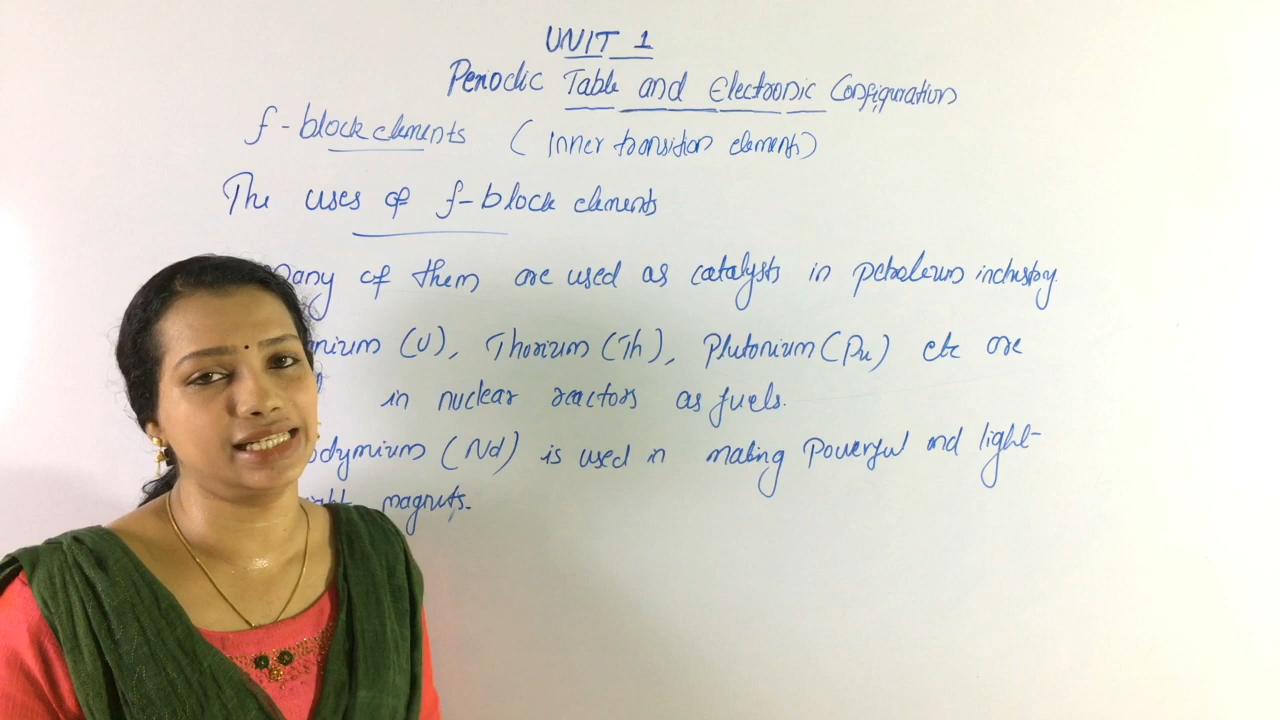 UNIT 1
Periodic Table and Electronic Configuration
f-block elements (Inner transition elements)
The uses of f-block elements
many of them are used as catalysts in petroleum industry.
nium (U), Thorium (Th), Plutonium (Pu) etc are
in nuclear reactors as fuels.
odymium (Nd) is used in making Powerful and light-
ight magnets.